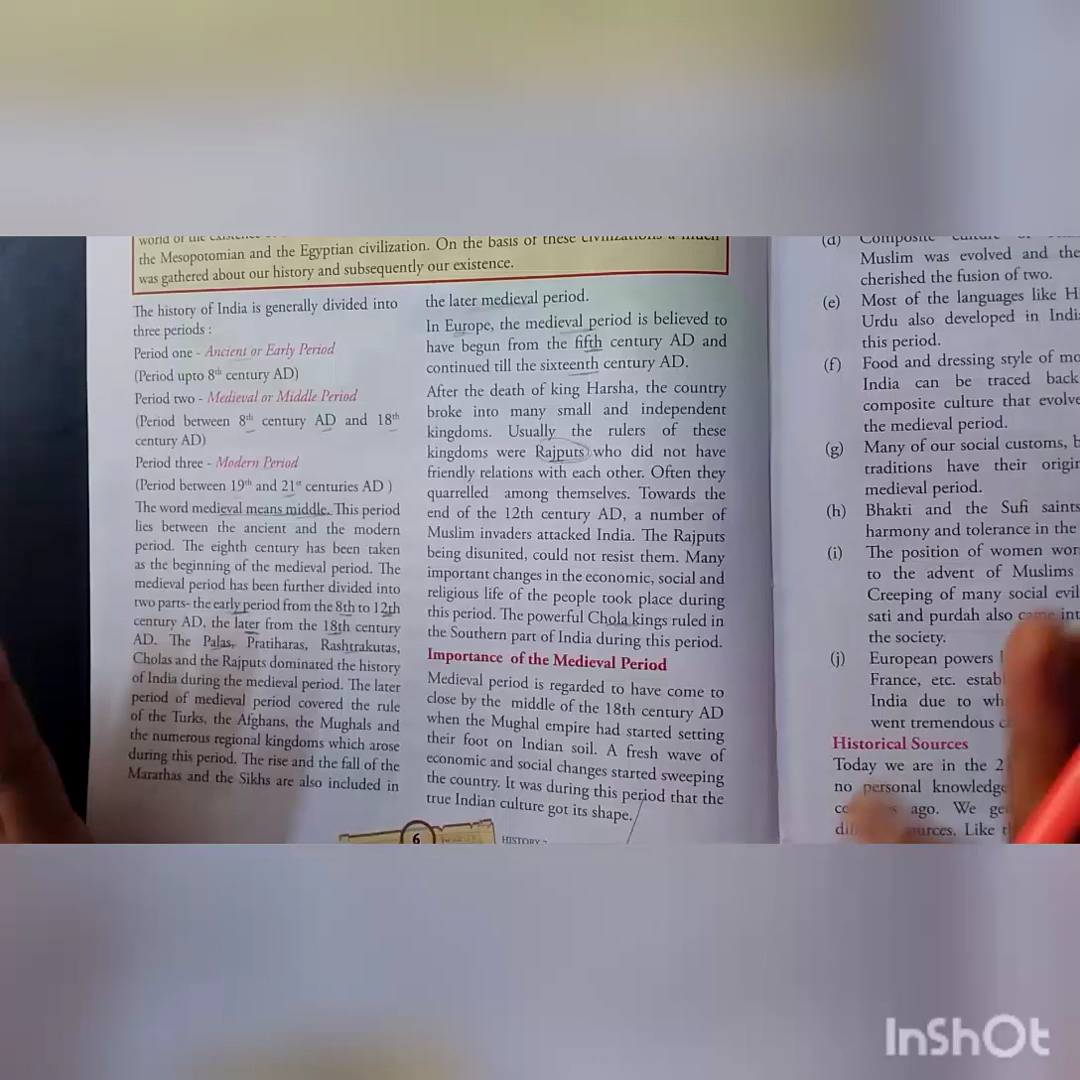 the Mesopotomian and the Egyptian civilization. On the basis of these civilizations a much
was gathered about our history and subsequently our existence.
The history of India is generally divided into
three periods :
Period one - Ancient or Early Period
(Period upto 8th century AD)
Period two - Medieval or Middle Period
(Period between 8th century AD and 18th
century AD)
Period three - Modern Period
(Period between 19th and 21st centuries AD )
The word medieval means middle. This period
lies between the ancient and the modern
period. The eighth century has been taken
as the beginning of the medieval period. The
medieval period has been further divided into
two parts- the early period from the 8th to 12th
century AD, the later from the 18th century
AD. The Palas, Pratiharas, Rashtrakutas,
Cholas and the Rajputs dominated the history
of India during the medieval period. The later
period of medieval period covered the rule
of the Turks, the Afghans, the Mughals and
the numerous regional kingdoms which arose
during this period. The rise and the fall of the
Marathas and the Sikhs are also included in
the later medieval period.
In Europe, the medieval period is believed to
have begun from the fifth century AD and
continued till the sixteenth century AD.
After the death of king Harsha, the country
broke into many small and independent
kingdoms. Usually the rulers of these
kingdoms were Rajputs who did not have
friendly relations with each other. Often they
quarrelled among themselves. Towards the
end of the 12th century AD, a number of
Muslim invaders attacked India. The Rajputs
being disunited, could not resist them. Many
important changes in the economic, social and
religious life of the people took place during
this period. The powerful Chola kings ruled in
the Southern part of India during this period.
Importance of the Medieval Period
Medieval period is regarded to have come to
close by the middle of the 18th century AD
when the Mughal empire had started setting
their foot on Indian soil. A fresh wave of
economic and social changes started sweeping
the country. It was during this period that the
true Indian culture got its shape.
6
HISTORY-
(d) Composite culture of
Muslim was evolved and the
cherished the fusion of two.
(e) Most of the languages like
Urdu also developed in
this period.
(f) Food and dressing style of
India can be traced back
composite culture that
the medieval period.
(g) Many of our social customs,
traditions have their
medieval period.
(h) Bhakti and the Sufi saints
harmony and tolerance in the
(i) The position of women
to the advent of Muslims
Creeping of many social
sati and purdah also came
the society.
(j) European powers
France, etc.
India due to
went tremendous
Historical Sources
Today we are in the 2
no personal knowledge
ago. We
Like
InShOt